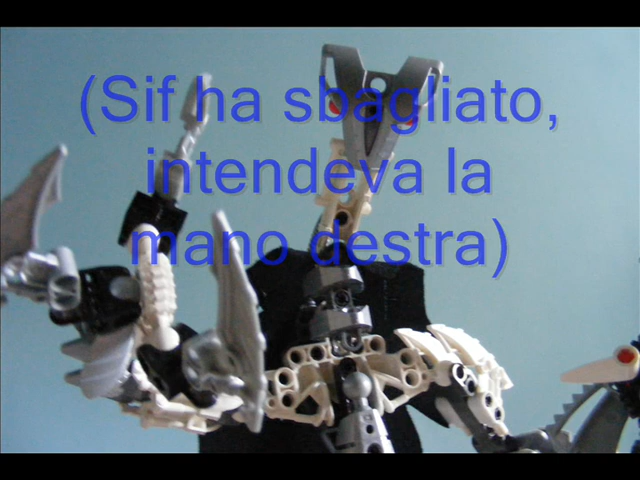 (Sif ha sbagliato,
intendeva la
mano destra)